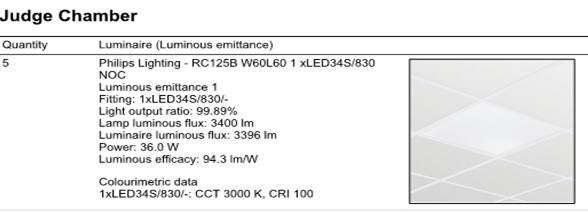 Judge Chamber
Quantity Luminaire (Luminous emittance)
5 Philips Lighting - RC125B W60L60 1 xLED34S/830
NOC
Luminous emittance 1
Fitting: 1xLED34S/830/-
Light output ratio: 99.89%
Lamp luminous flux: 3400 lm
Luminaire luminous flux: 3396 lm
Power: 36.0 W
Luminous efficacy: 94.3 lm/W
Colourimetric data
1xLED34S/830/-: CCT 3000 K, CRI 100